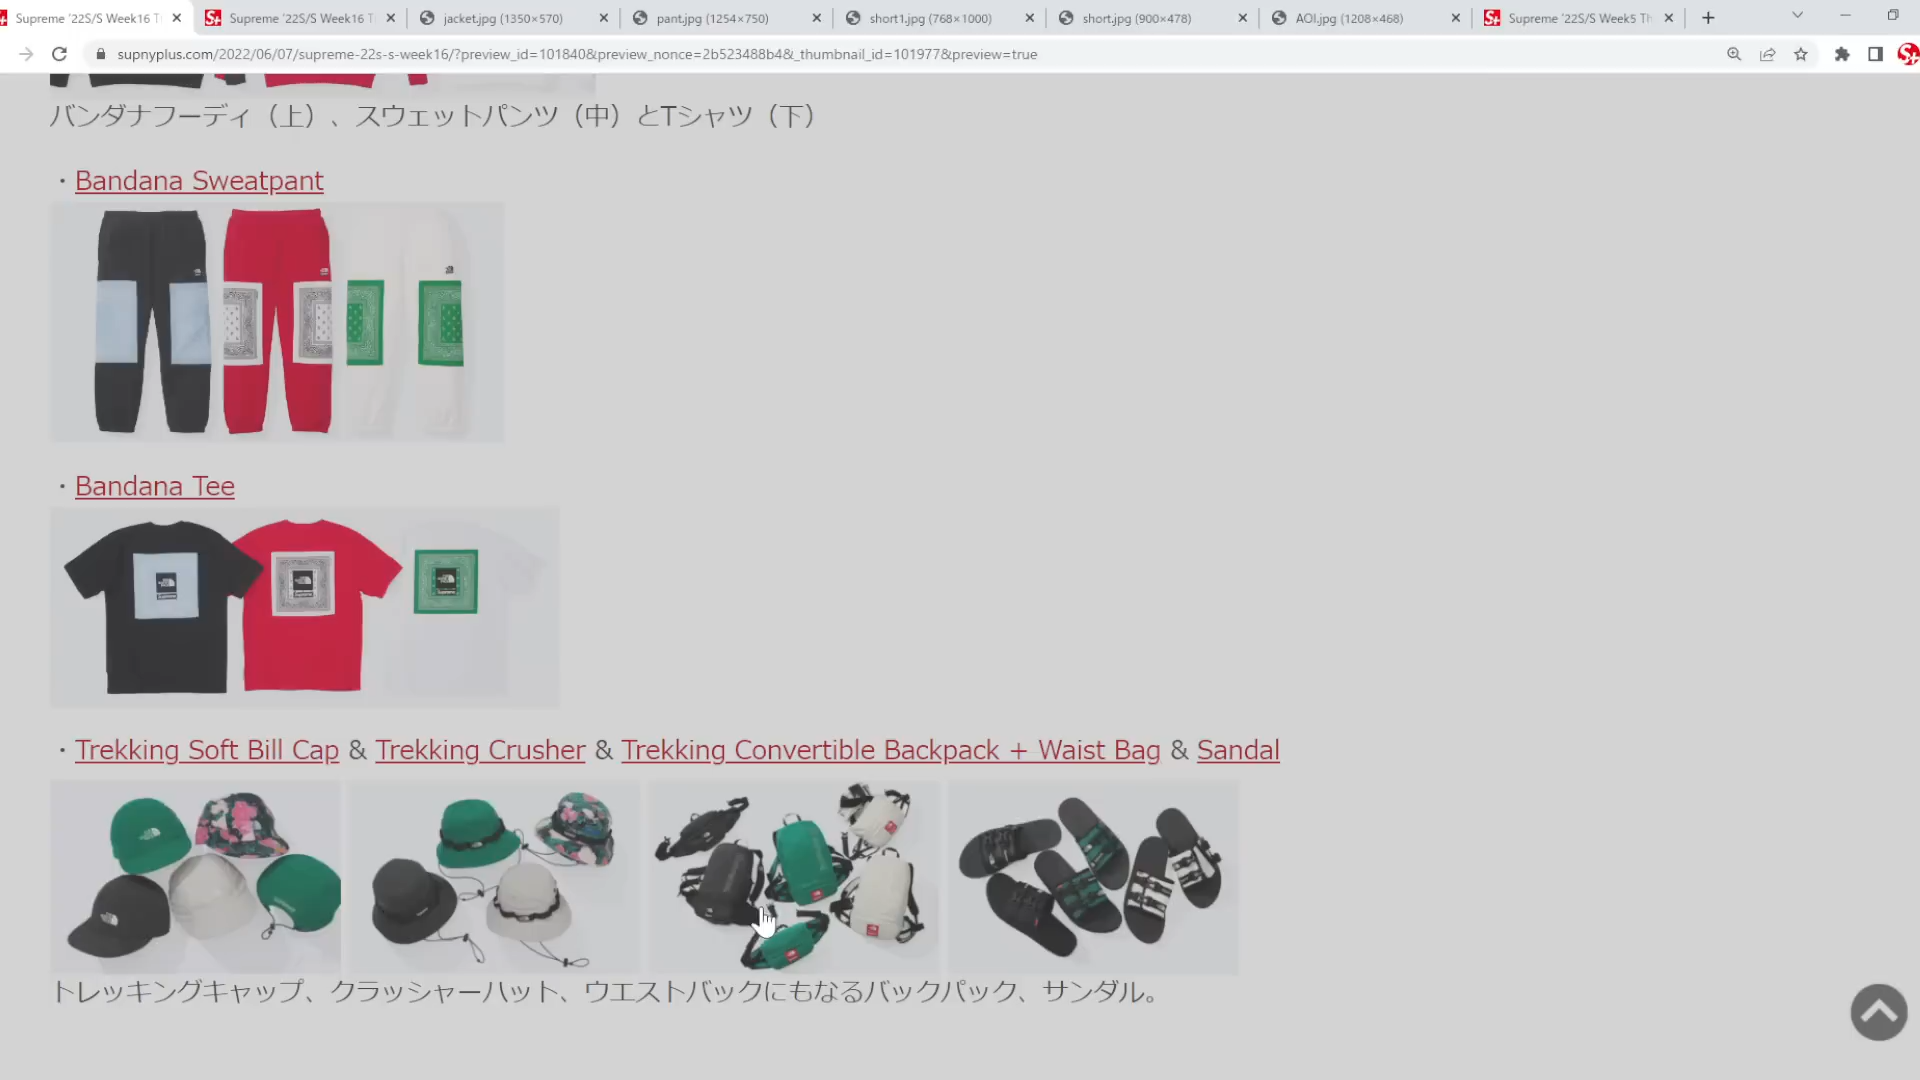 Supreme '22S/S Week16 T
Supreme '22S/S Week16 T
jacket.jpg (1350×570)
pant.jpg (1254×750)
short1.jpg (768×1000)
short.jpg (900×478)
AOI.jpg (1208×468)
Supreme '22S/S Week5 Th
supnyplus.com/2022/06/07/supreme-22s-s-week16/?preview_id=101840&preview_nonce=2b523488b4&_thumbnail_id=101977&preview=true
バンダナフーディ（上）、スウェットパンツ（中）とTシャツ（下）
・Bandana Sweatpant
・Bandana Tee
・Trekking Soft Bill Cap & Trekking Crusher & Trekking Convertible Backpack + Waist Bag & Sandal
トレッキングキャップ、クラッシャーハット、ウエストバックにもなるバックパック、サンダル。